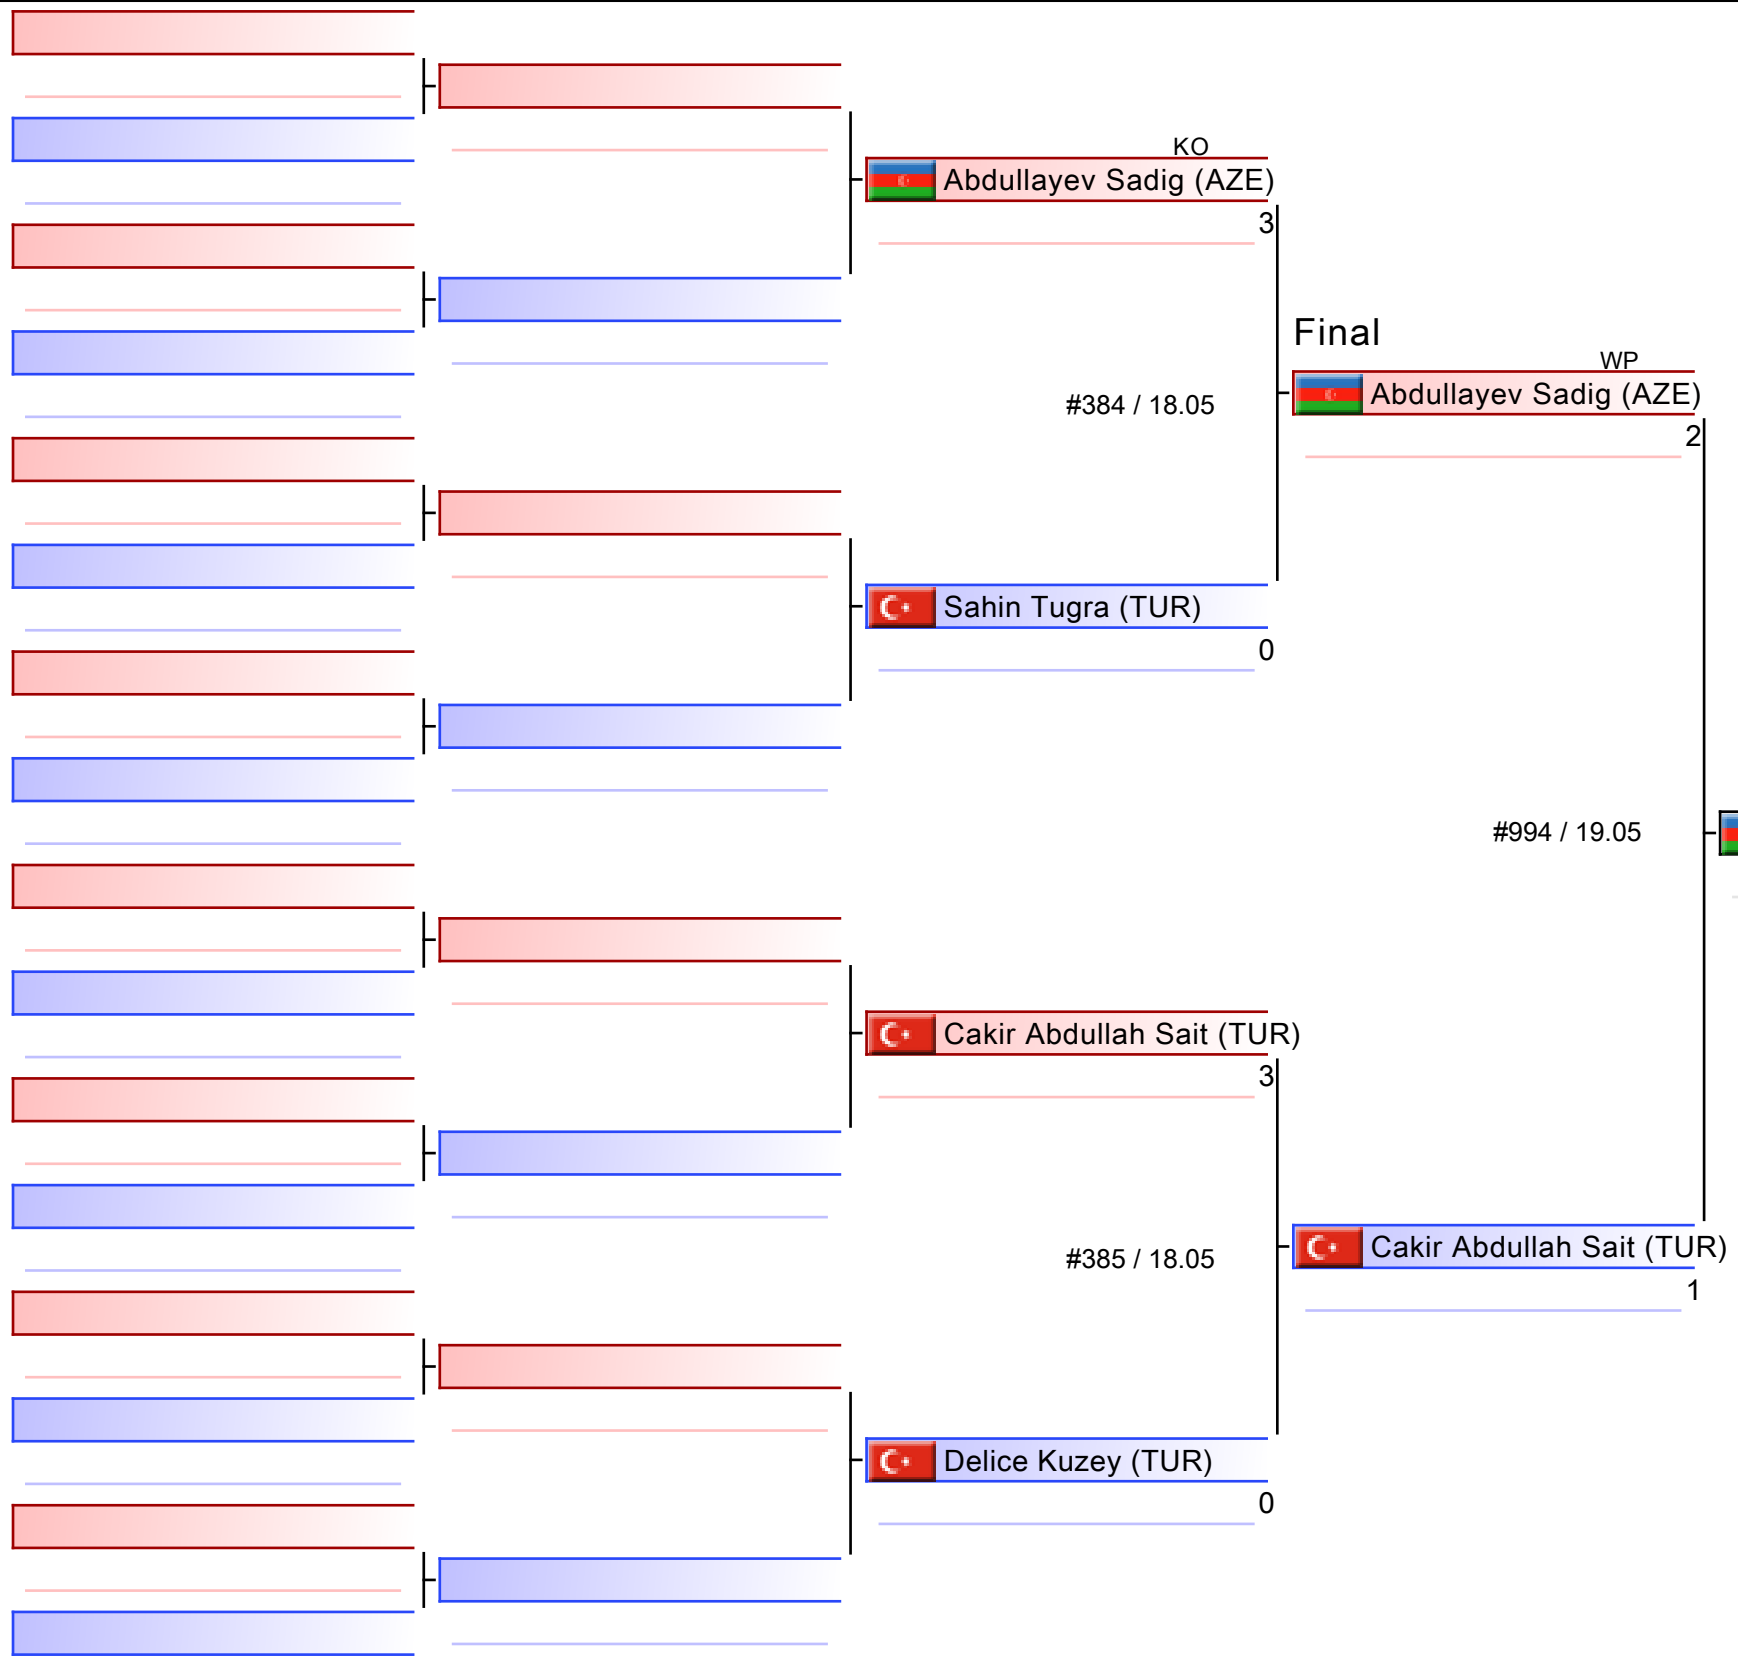 KO
Abdullayev Sadig (AZE)
3
#384 / 18.05
Sahin Tugra (TUR)
0
Final
WP
Abdullayev Sadig (AZE)
2
#994 / 19.05
Cakir Abdullah Sait (TUR)
3
#385 / 18.05
Cakir Abdullah Sait (TUR)
1
Delice Kuzey (TUR)
0